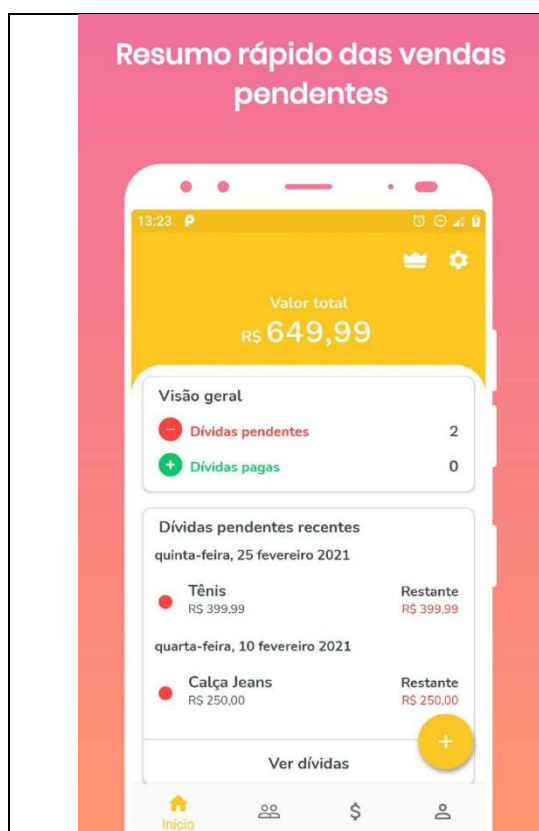 Resumo rápido das vendas
pendentes
13:23
Valor total
R$ 649,99
Visão geral
Dívidas pendentes 2
Dívidas pagas 0
Dívidas pendentes recentes
quinta-feira, 25 fevereiro 2021
Tênis Restante
R$ 399,99 R$ 399,99
quarta-feira, 10 fevereiro 2021
Calça Jeans Restante
R$ 250,00 R$ 250,00
Ver dívidas
Início